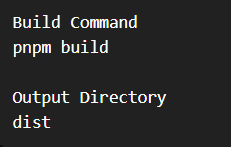 Build Command
pnpm build
Output Directory
dist